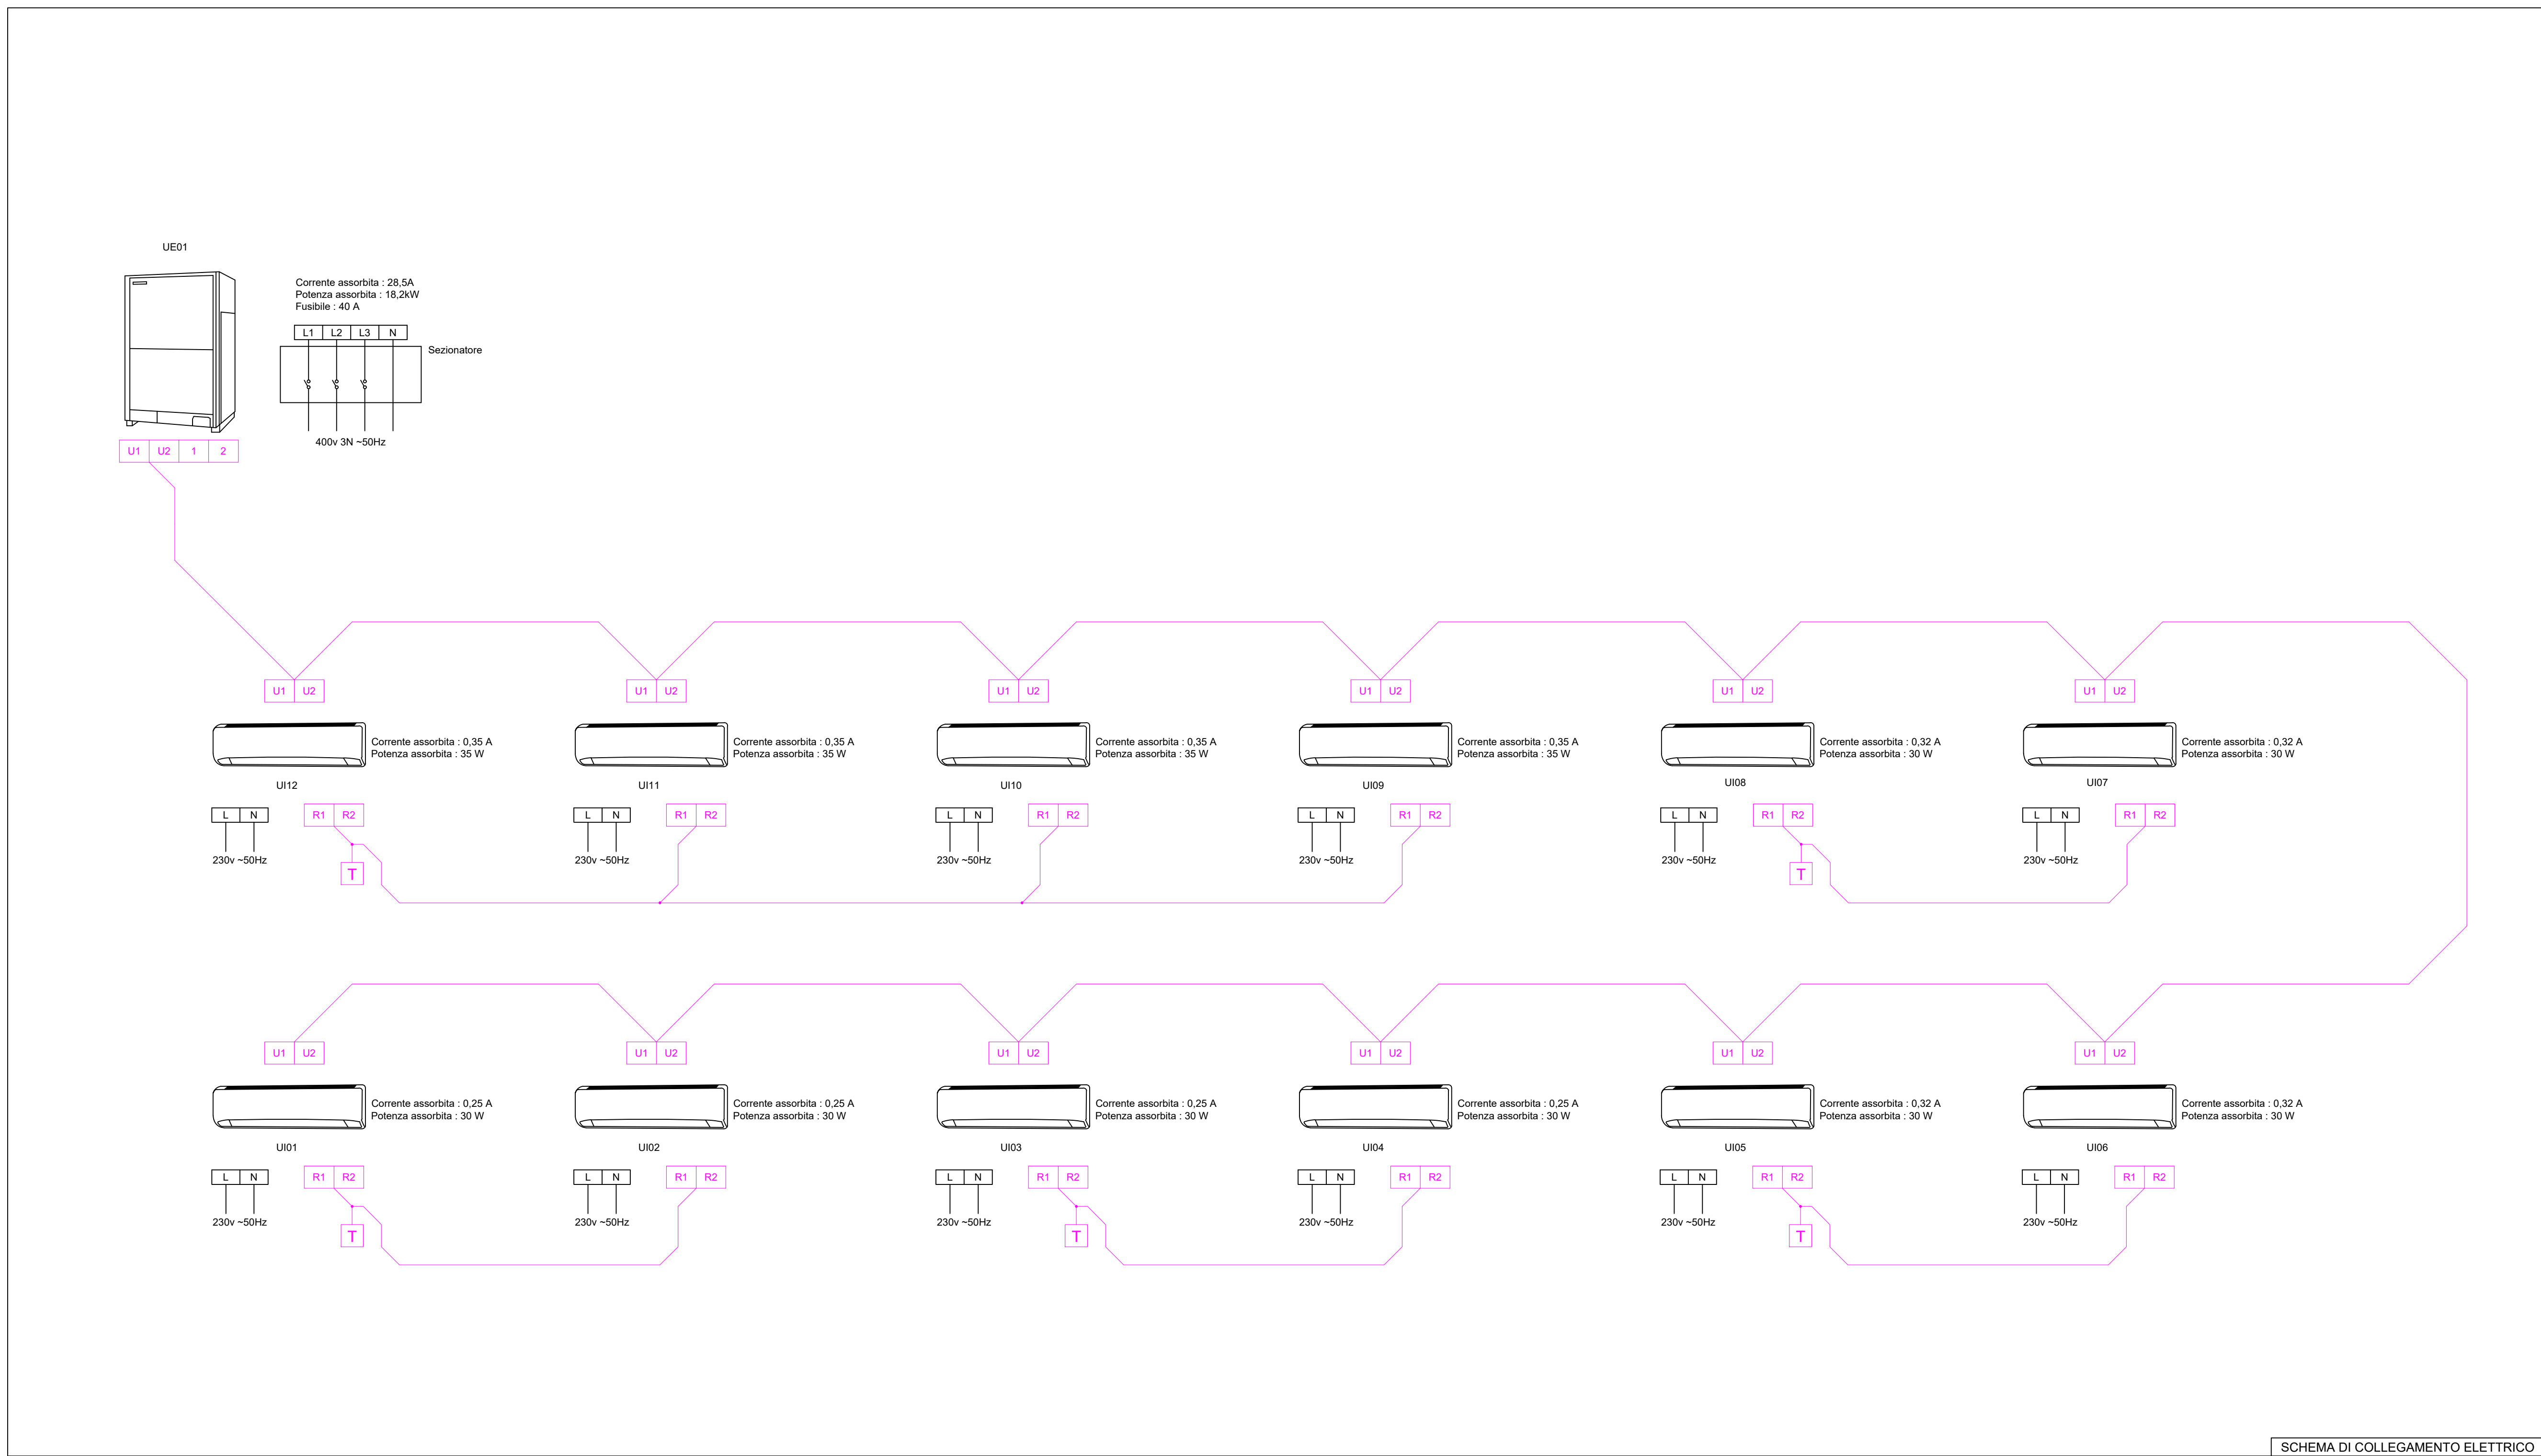 UE01
Corrente assorbita : 28,5A
Potenza assorbita : 18,2kW
Fusibile : 40 A
L1 L2 L3 N
Sezionatore
400v 3N ~50Hz
U1 U2 1 2
U1 U2
U1 U2
U1 U2
U1 U2
U1 U2
U1 U2
Corrente assorbita : 0,35 A
Potenza assorbita : 35 W
Corrente assorbita : 0,35 A
Potenza assorbita : 35 W
Corrente assorbita : 0,35 A
Potenza assorbita : 35 W
Corrente assorbita : 0,35 A
Potenza assorbita : 35 W
Corrente assorbita : 0,32 A
Potenza assorbita : 30 W
Corrente assorbita : 0,32 A
Potenza assorbita : 30 W
UI12
UI11
UI10
UI09
UI08
UI07
L N
R1 R2
L N
R1 R2
L N
R1 R2
L N
R1 R2
L N
R1 R2
L N
R1 R2
230v ~50Hz
T
230v ~50Hz
230v ~50Hz
230v ~50Hz
230v ~50Hz
T
230v ~50Hz
U1 U2
U1 U2
U1 U2
U1 U2
U1 U2
U1 U2
Corrente assorbita : 0,25 A
Potenza assorbita : 30 W
Corrente assorbita : 0,25 A
Potenza assorbita : 30 W
Corrente assorbita : 0,25 A
Potenza assorbita : 30 W
Corrente assorbita : 0,25 A
Potenza assorbita : 30 W
Corrente assorbita : 0,32 A
Potenza assorbita : 30 W
Corrente assorbita : 0,32 A
Potenza assorbita : 30 W
UI01
UI02
UI03
UI04
UI05
UI06
L N
R1 R2
L N
R1 R2
L N
R1 R2
L N
R1 R2
L N
R1 R2
L N
R1 R2
230v ~50Hz
T
230v ~50Hz
230v ~50Hz
T
230v ~50Hz
230v ~50Hz
T
230v ~50Hz
SCHEMA DI COLLEGAMENTO ELETTRICO